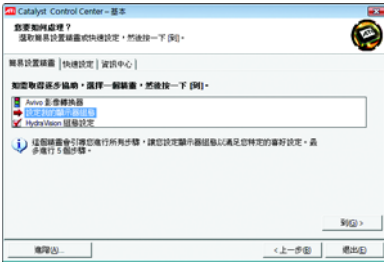 Catalyst Control Center – 基本
您要如何處理？
選取簡易設置精靈或快速設定，然後按一下 [到]。
簡易設置精靈
快速設定
資訊中心
如需取得逐步協助，選擇一個精靈，然後按一下 [到]。
Avivo 影像轉換器
設定我的顯示器組態
HydraVision 組態設定
這個精靈會引導您進行所有步驟，讓您設定顯示器組態以滿足您特定的喜好設定。最
多進行 5 個步驟。
到(G) >
進階(A)...
<上一步(B)
退出(E)